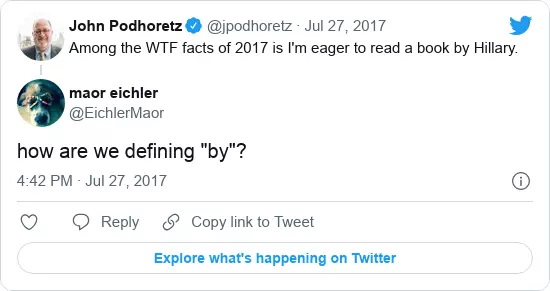 John Podhoretz @jpodhoretz · Jul 27, 2017
Among the WTF facts of 2017 is I'm eager to read a book by Hillary.
maor eichler
@EichlerMaor
how are we defining "by"?
4:42 PM · Jul 27, 2017
Reply Copy link to Tweet
Explore what's happening on Twitter